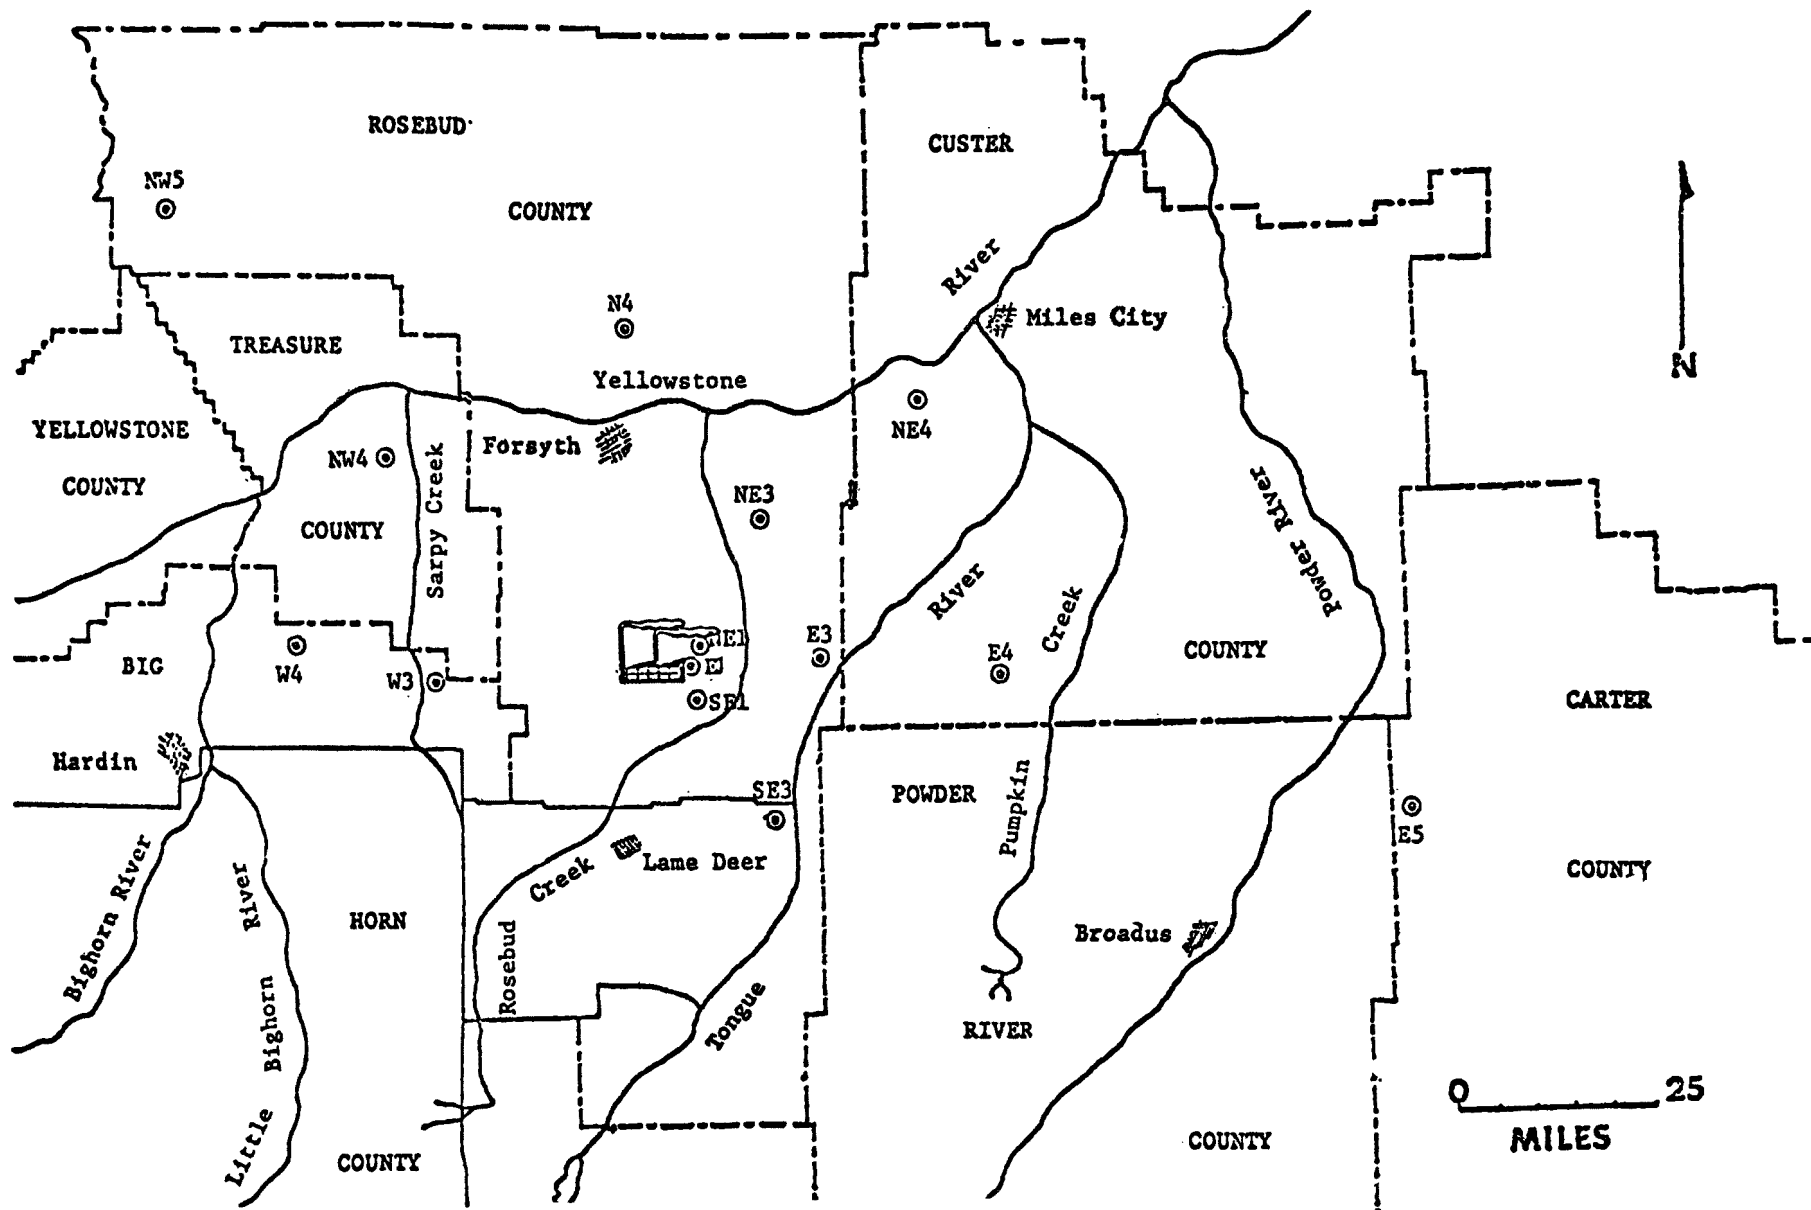 ROSEBUD
CUSTER
NW5
COUNTY
River
N4
Miles City
TREASURE
N
Yellowstone
YELLOWSTONE
NE4
Forsyth
NW4
COUNTY
Sarpy Creek
NE3
Powder River
COUNTY
River
Creek
NE1
E3
E4
COUNTY
BIG
W4
W3
SE1
CARTER
Hardin
SE3
POWDER
Pumpkin
E5
Lame Deer
Creek
COUNTY
Bighorn River
River
HORN
Rosebud
Broadus
Tongue
RIVER
Bighorn
0 25
MILES
Little
COUNTY
COUNTY